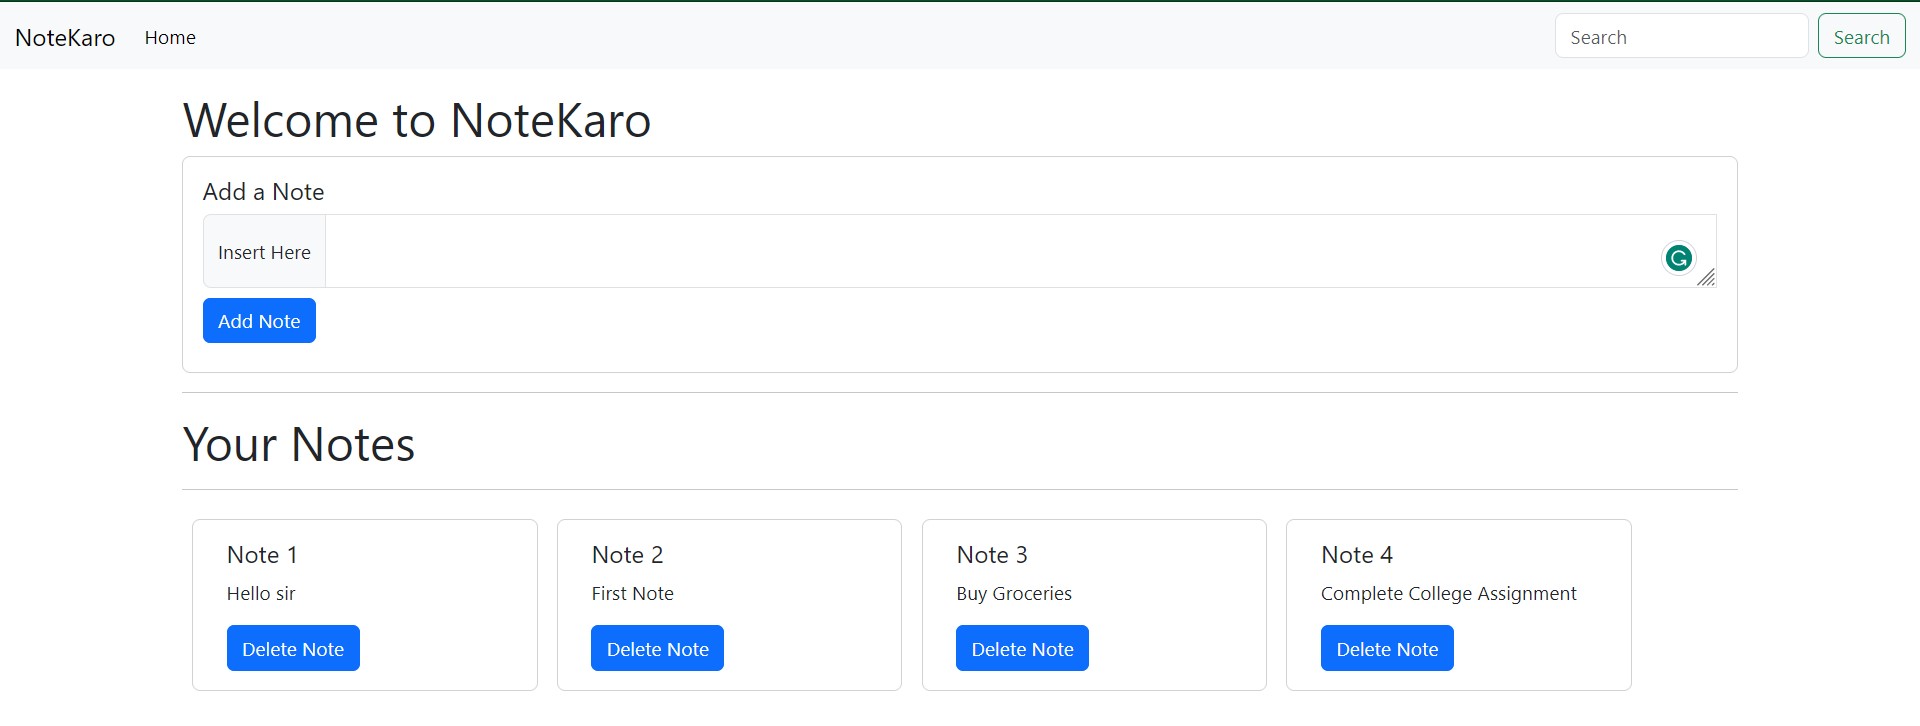 NoteKaro Home Search Search
Welcome to NoteKaro
Add a Note
Insert Here
Add Note
Your Notes
Note 1
Hello sir
Delete Note
Note 2
First Note
Delete Note
Note 3
Buy Groceries
Delete Note
Note 4
Complete College Assignment
Delete Note